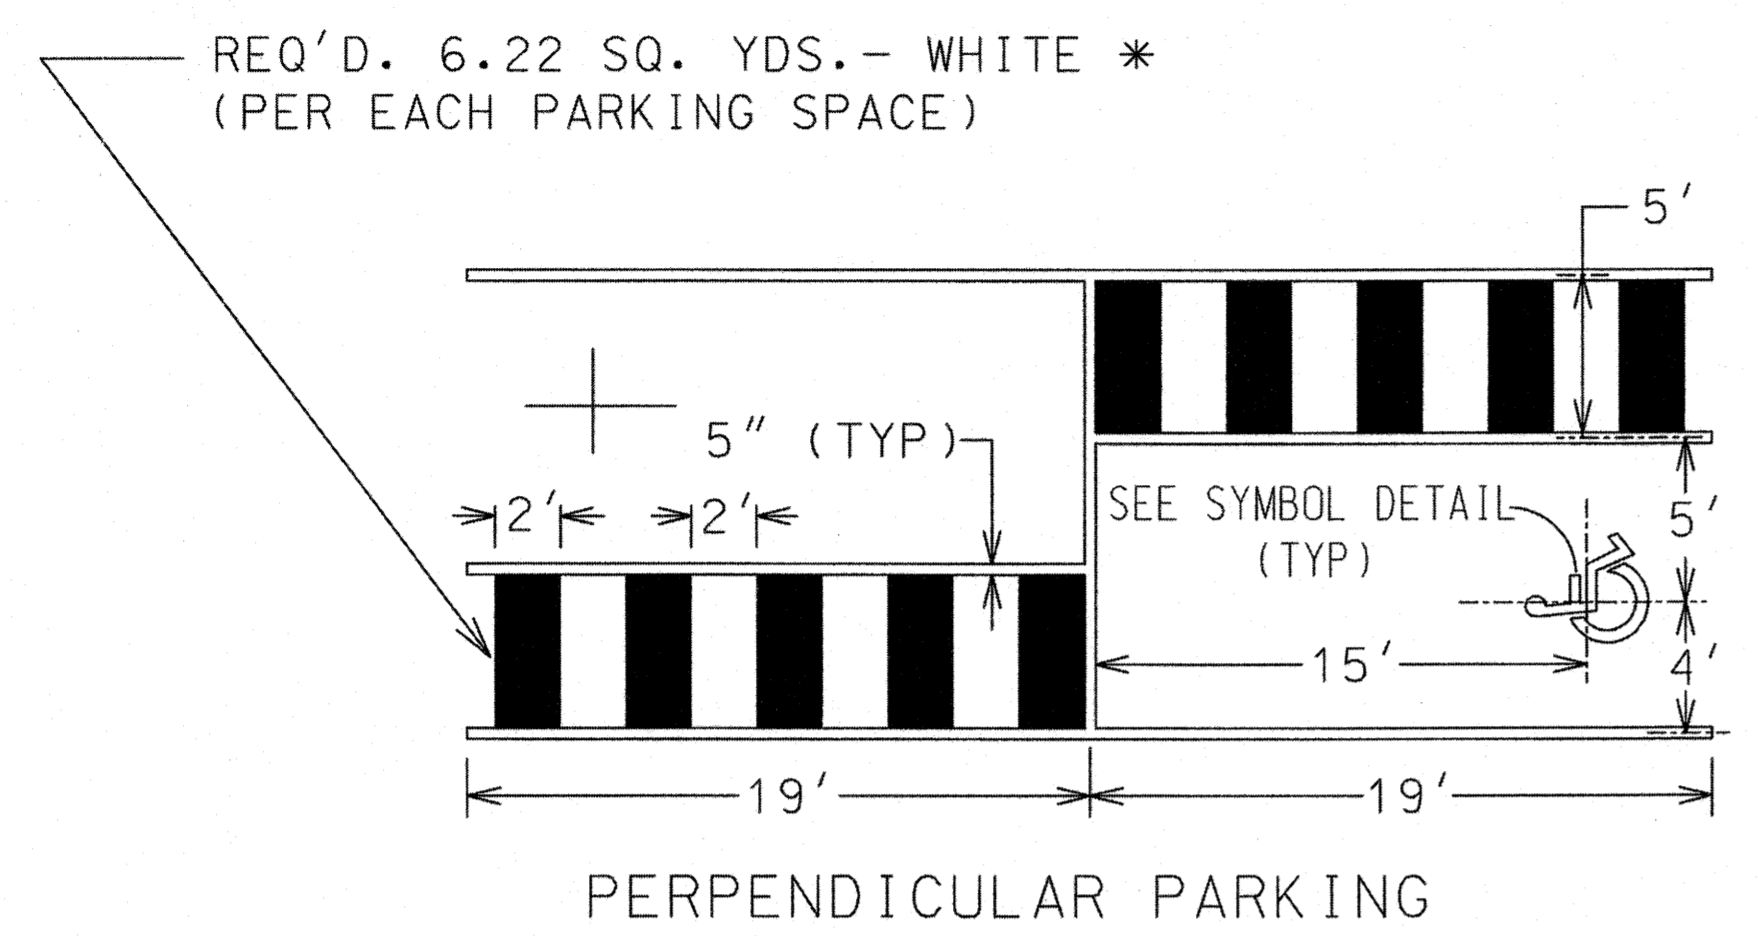 REQ'D. 6.22 SQ. YDS.- WHITE *
(PER EACH PARKING SPACE)
5'
5" (TYP)
2' 2'
SEE SYMBOL DETAIL
(TYP)
5'
15'
4'
19' 19'
PERPENDICULAR PARKING